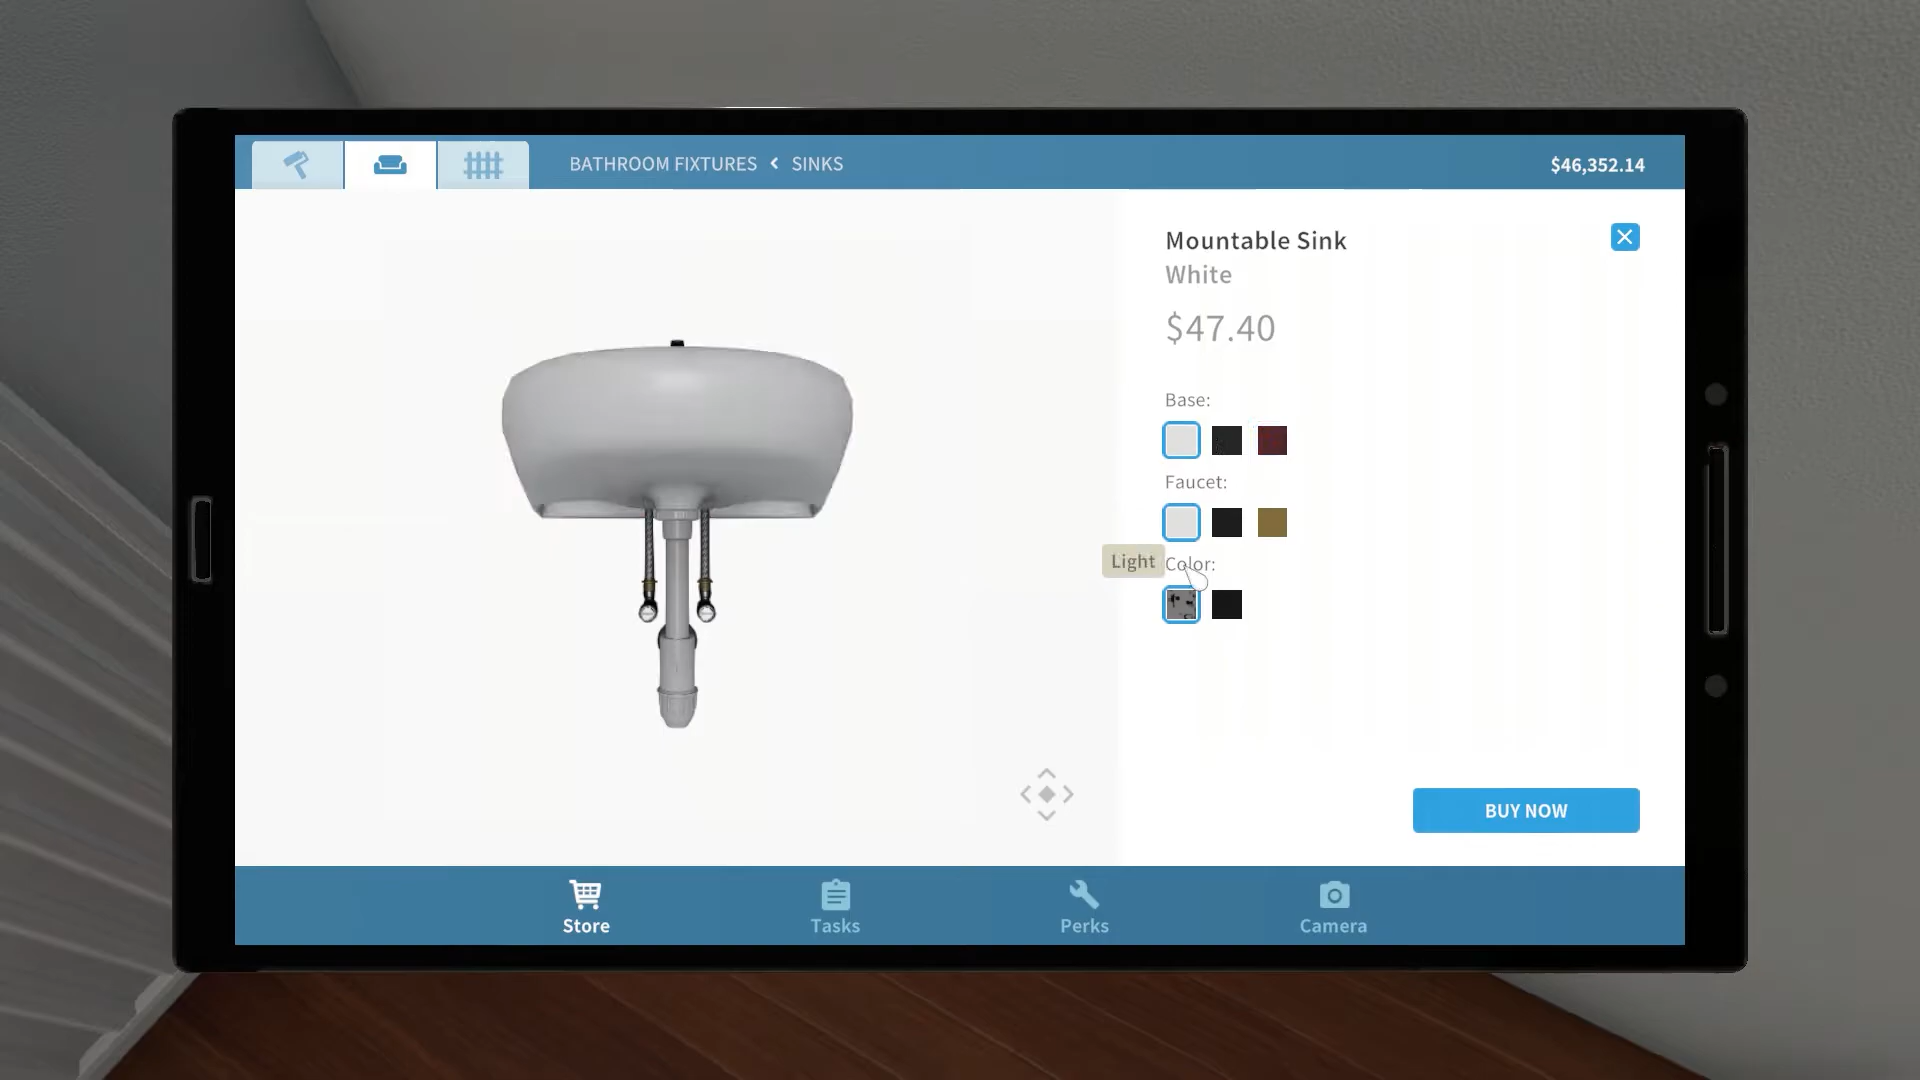 BATHROOM FIXTURES < SINKS
$46,352.14
Mountable Sink
White
$47.40
Base:
Faucet:
Light
Color:
BUY NOW
Store
Tasks
Perks
Camera